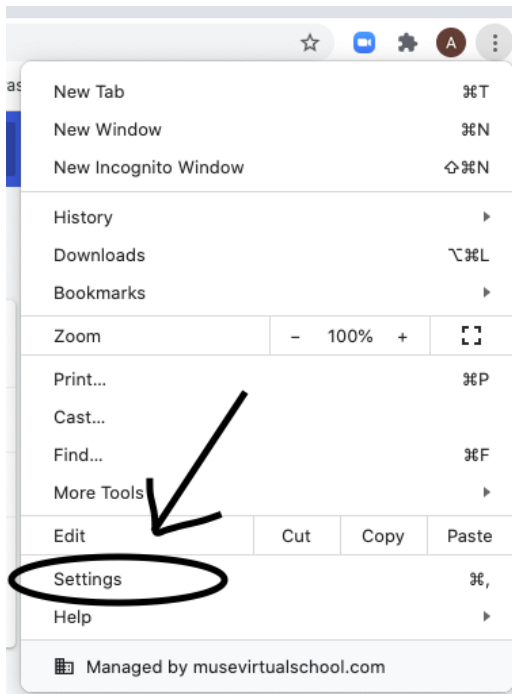 A
as
New Tab ⌘T
New Window ⌘N
New Incognito Window ⇧⌘N
History
Downloads ⌥⌘L
Bookmarks
Zoom - 100% +
Print... ⌘P
Cast...
Find... ⌘F
More Tools
Edit Cut Copy Paste
Settings ⌘,
Help
Managed by musevirtualschool.com